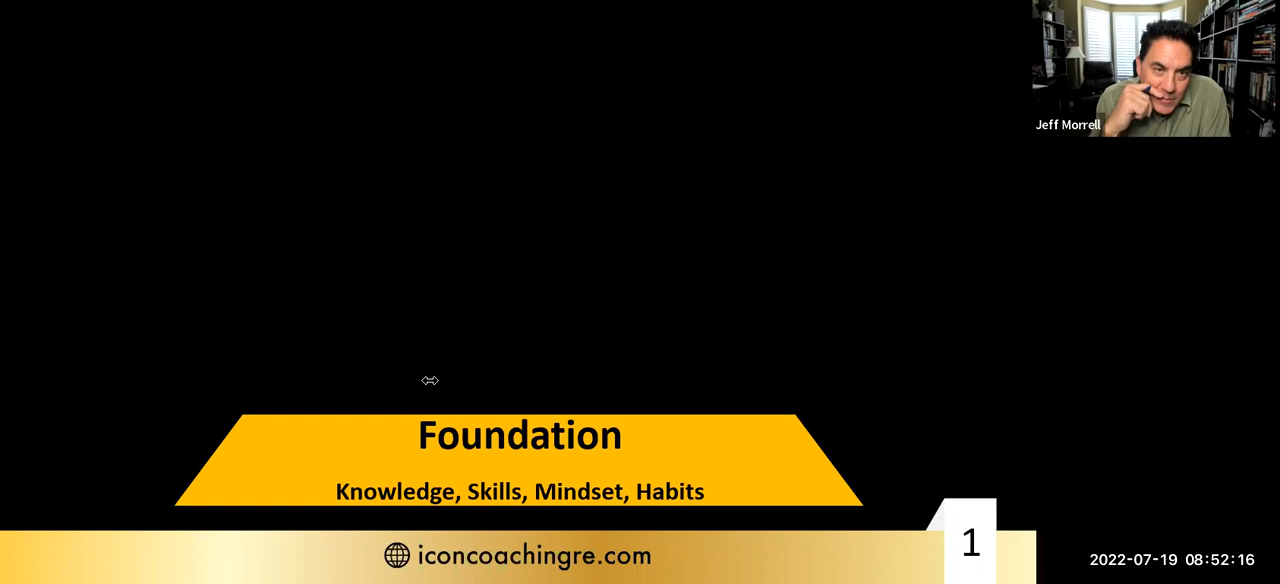 Jeff Morrell
Foundation
Knowledge, Skills, Mindset, Habits
iconcoachingre.com
1
2022-07-19 08:52:16